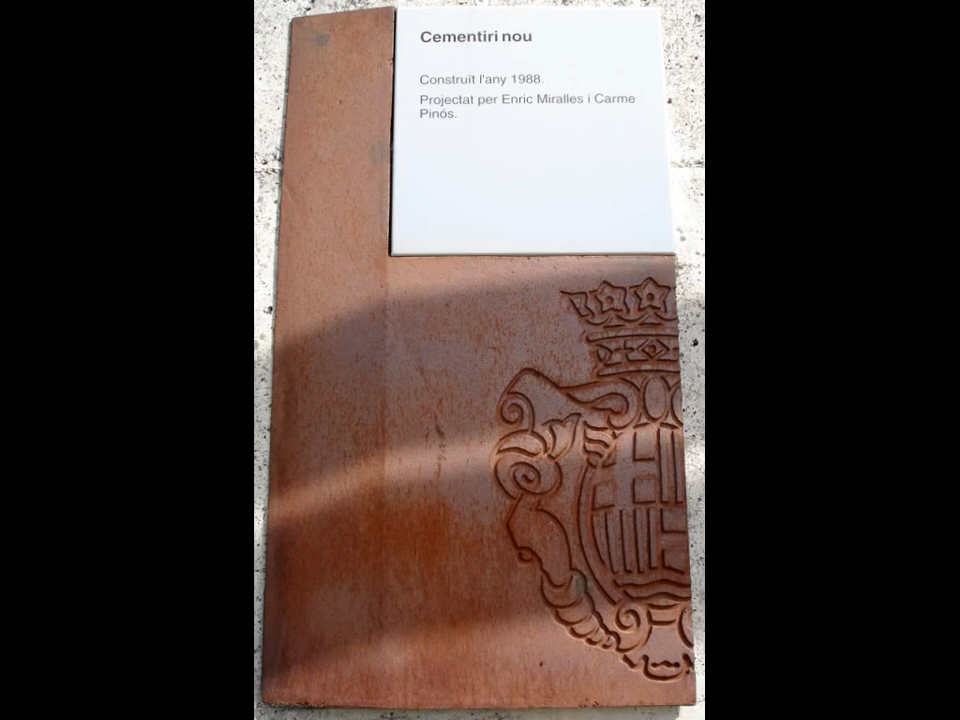 Cementiri nou
Construït l'any 1988.
Projectat per Enric Miralles i Carme
Pinós.